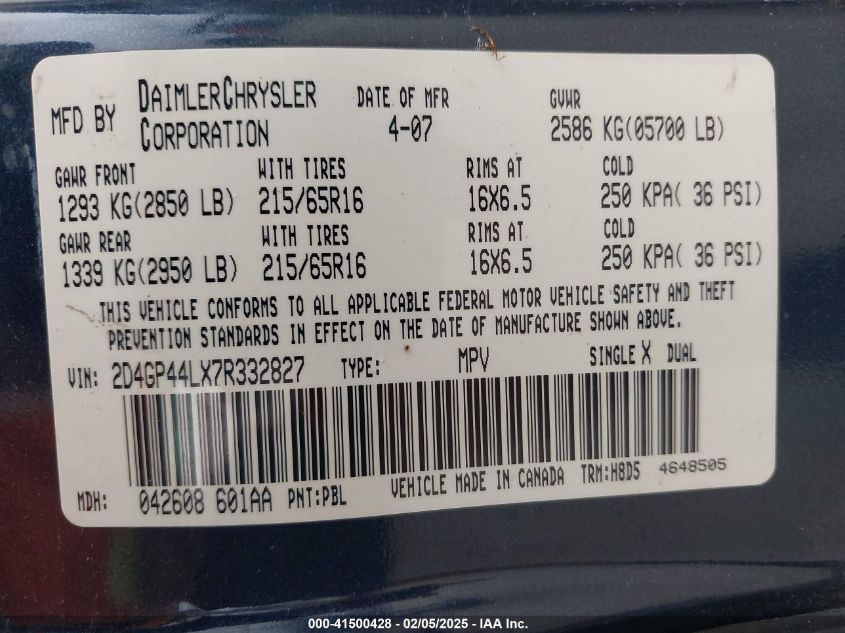 MFD BY DAIMLERCHRYSLER CORPORATION DATE OF MFR 4-07 GVWR 2586 KG(05700 LB)
GAWR FRONT WITH TIRES RIMS AT COLD
1293 KG(2850 LB) 215/65R16 16X6.5 250 KPA( 36 PSI)
GAWR REAR WITH TIRES RIMS AT COLD
1339 KG(2950 LB) 215/65R16 16X6.5 250 KPA( 36 PSI)
THIS VEHICLE CONFORMS TO ALL APPLICABLE FEDERAL MOTOR VEHICLE SAFETY AND THEFT
PREVENTION STANDARDS IN EFFECT ON THE DATE OF MANUFACTURE SHOWN ABOVE.
VIN: 2D4GP44LX7R332827 TYPE: MPV SINGLE X DUAL
MDH: 042608 601AA PNT:PBL VEHICLE MADE IN CANADA TRM:H8D5 4648505
000-41500428 - 02/05/2025 - IAA Inc.